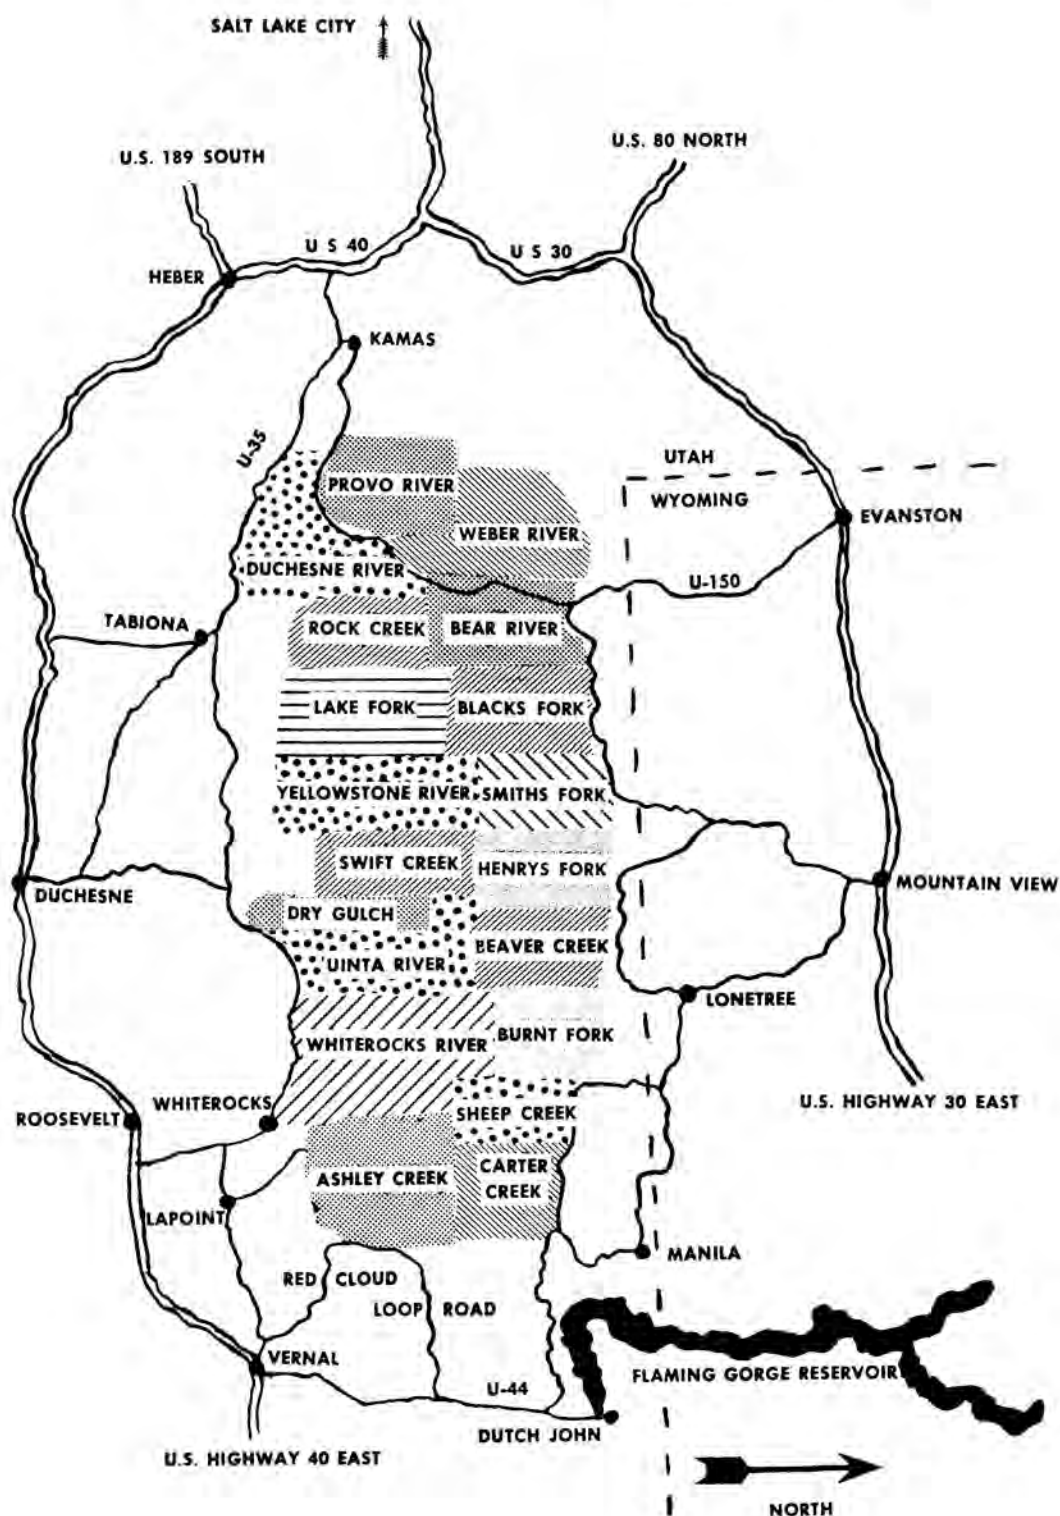 SALT LAKE CITY
U.S. 80 NORTH
U.S. 189 SOUTH
U S 40
U S 30
HEBER
KAMAS
U-35
UTAH
PROVO RIVER
WYOMING
EVANSTON
WEBER RIVER
DUCHESNE RIVER
U-150
TABIONA
ROCK CREEK
BEAR RIVER
LAKE FORK
BLACKS FORK
YELLOWSTONE RIVER
SMITHS FORK
SWIFT CREEK
HENRYS FORK
DUCHESNE
MOUNTAIN VIEW
DRY GULCH
BEAVER CREEK
UINTA RIVER
LONETREE
BURNT FORK
WHITEROCKS RIVER
WHITEROCKS
U.S. HIGHWAY 30 EAST
ROOSEVELT
SHEEP CREEK
ASHLEY CREEK
CARTER
CREEK
LAPOINT
MANILA
RED CLOUD
LOOP ROAD
VERNAL
FLAMING GORGE RESERVOIR
U-44
DUTCH JOHN
U.S. HIGHWAY 40 EAST
NORTH